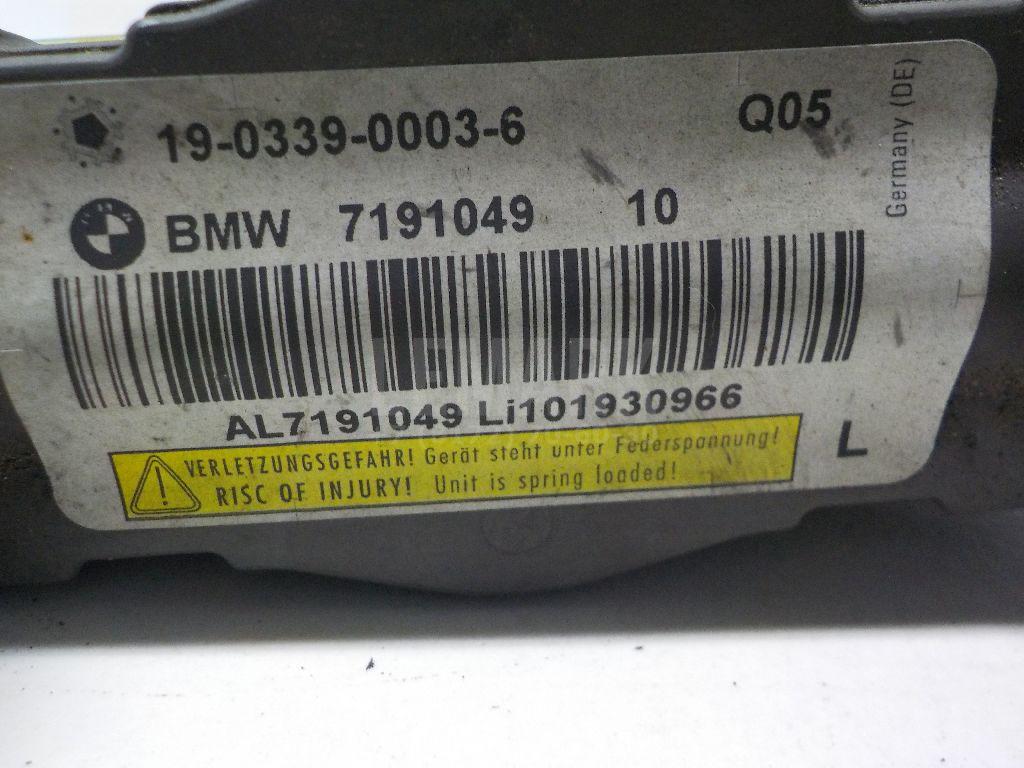 19-0339-0003-6 Q05
Germany (DE)
BMW 7191049 10
AL7191049 Li101930966
L
VERLETZUNGSGEFAHR! Gerät steht unter Federspannung!
RISC OF INJURY! Unit is spring loaded!